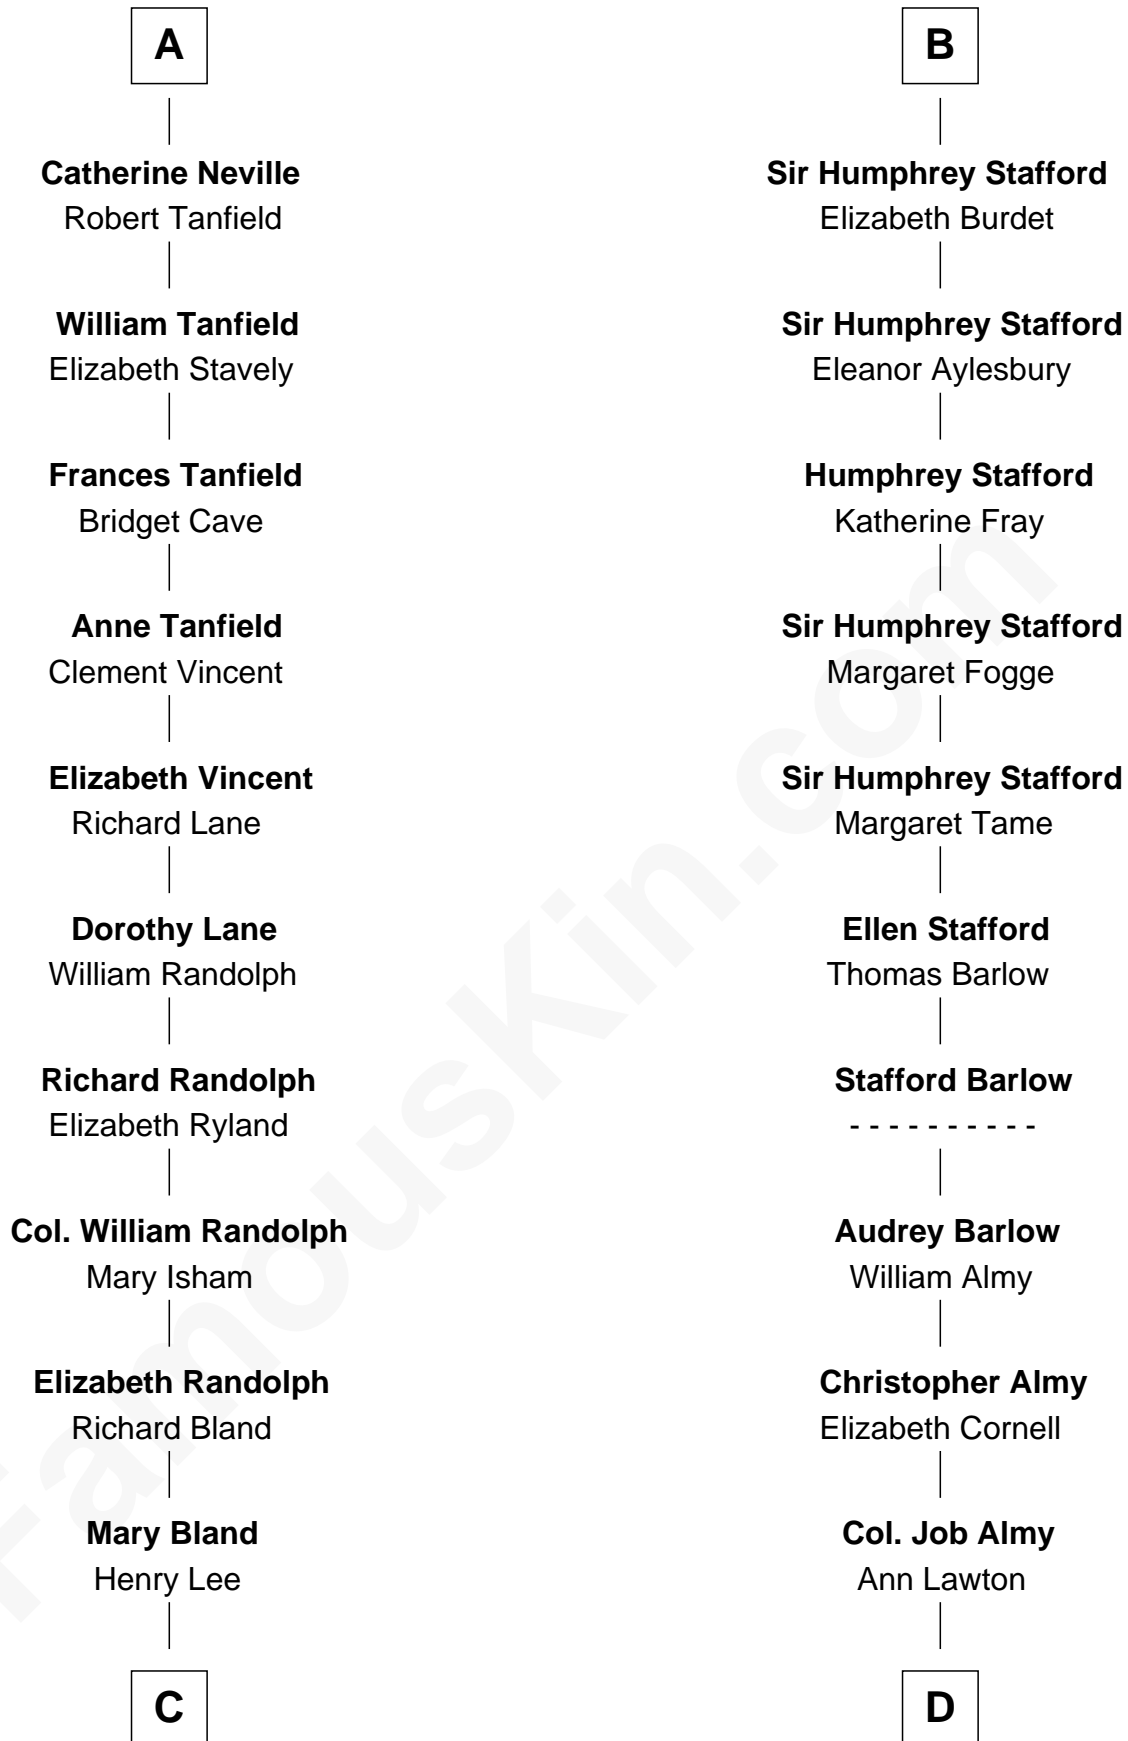 A
Catherine Neville
Robert Tanfield
William Tanfield
Elizabeth Stavely
Frances Tanfield
Bridget Cave
Anne Tanfield
Clement Vincent
Elizabeth Vincent
Richard Lane
Dorothy Lane
William Randolph
Richard Randolph
Elizabeth Ryland
Col. William Randolph
Mary Isham
Elizabeth Randolph
Richard Bland
Mary Bland
Henry Lee
C
B
Sir Humphrey Stafford
Elizabeth Burdet
Sir Humphrey Stafford
Eleanor Aylesbury
Humphrey Stafford
Katherine Fray
Sir Humphrey Stafford
Margaret Fogge
Sir Humphrey Stafford
Margaret Tame
Ellen Stafford
Thomas Barlow
Stafford Barlow
- - - - - - - - - -
Audrey Barlow
William Almy
Christopher Almy
Elizabeth Cornell
Col. Job Almy
Ann Lawton
D
FamousKin.com